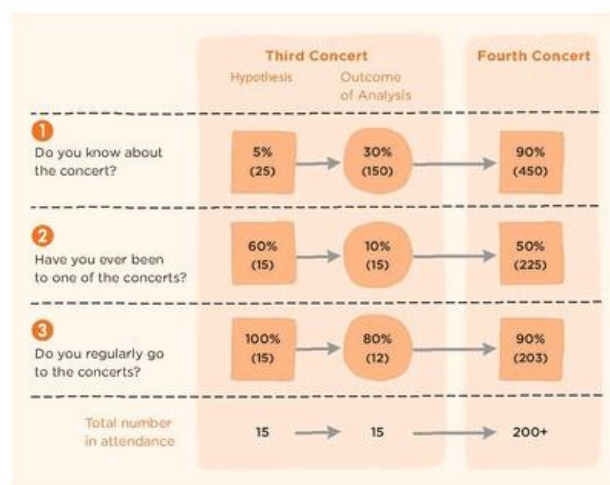 Third Concert
Fourth Concert
Hypothesis
Outcome
of Analysis
1
Do you know about
the concert?
5%
(25)
30%
(150)
90%
(450)
2
Have you ever been
to one of the concerts?
60%
(15)
10%
(15)
50%
(225)
3
Do you regularly go
to the concerts?
100%
(15)
80%
(12)
90%
(203)
Total number
in attendance
15
15
200+